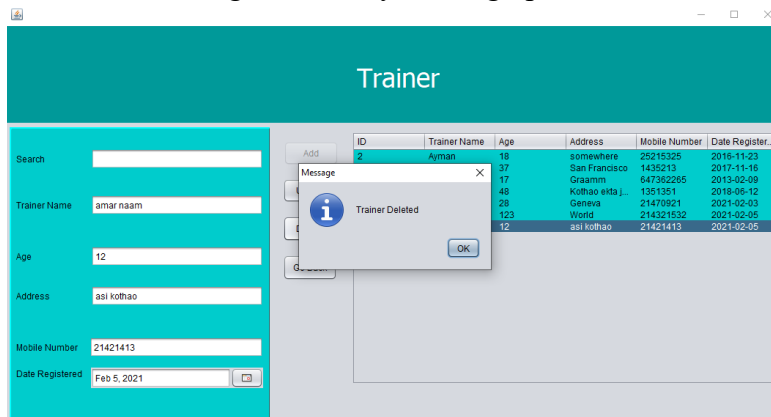 Trainer
Search
Trainer Name amar naam
Age 12
Address asi kothao
Mobile Number 21421413
Date Registered Feb 5, 2021
Add
Message
Trainer Deleted
OK
ID Trainer Name Age Address Mobile Number Date Register...
2 Ayman 18 somewhere 25215325 2016-11-23
37 San Francisco 1435213 2017-11-16
17 Graamm 647362265 2013-02-09
48 Kothao ekta j... 1351351 2018-06-12
28 Geneva 21470921 2021-02-03
123 World 214321532 2021-02-05
12 asi kothao 21421413 2021-02-05